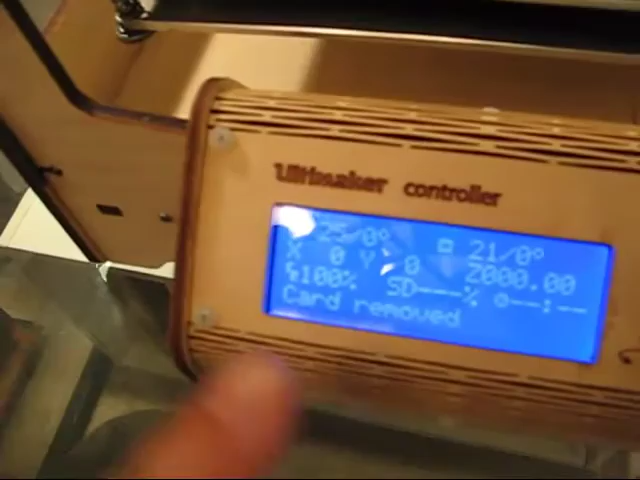 Ultimaker controller
25/0° 21/0°
X 0 Y 0 Z000.00
100% SD---% --:--
Card removed